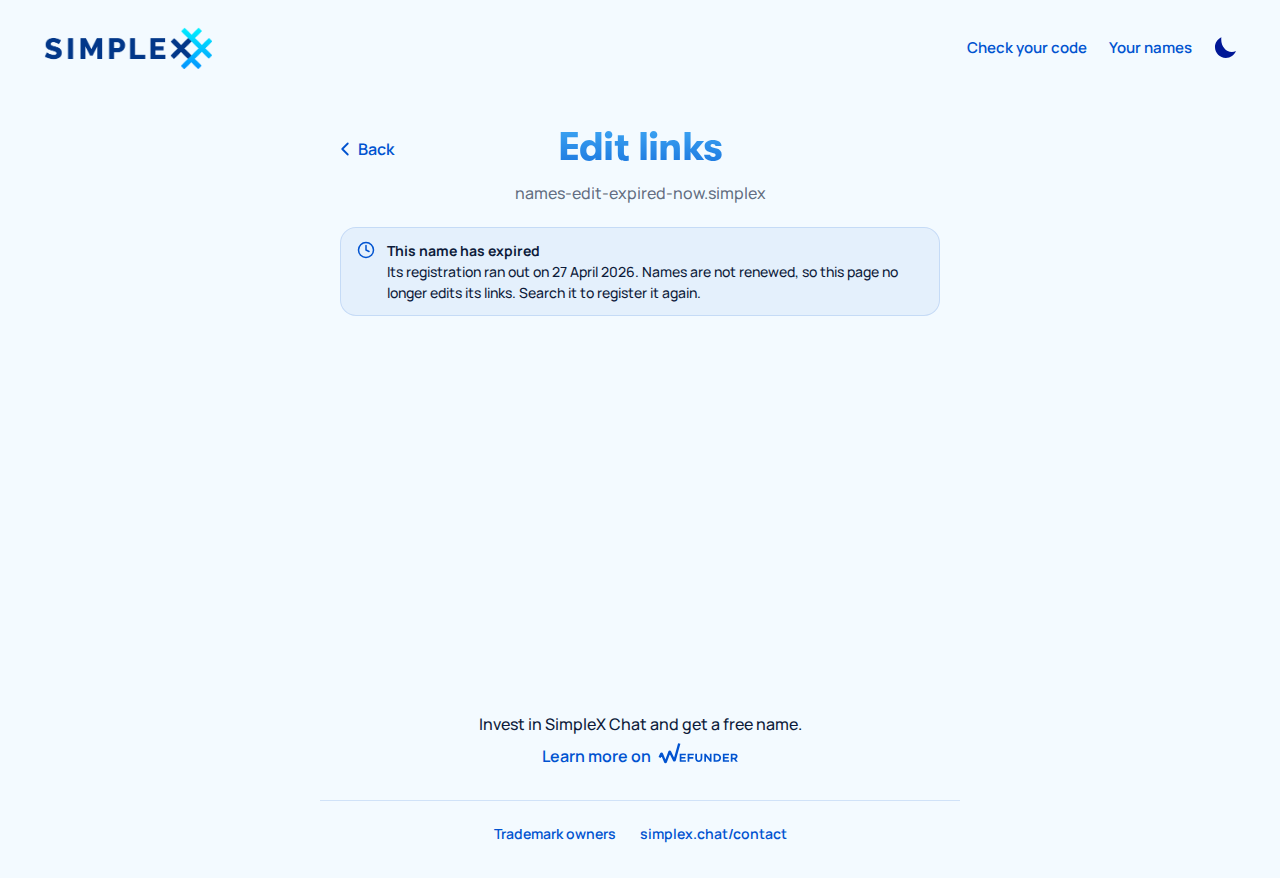 SIMPLEX
Check your code
Your names
Back
Edit links
names-edit-expired-now.simplex
This name has expired
Its registration ran out on 27 April 2026. Names are not renewed, so this page no
longer edits its links. Search it to register it again.
Invest in SimpleX Chat and get a free name.
Learn more on WEFUNDER
Trademark owners
simplex.chat/contact